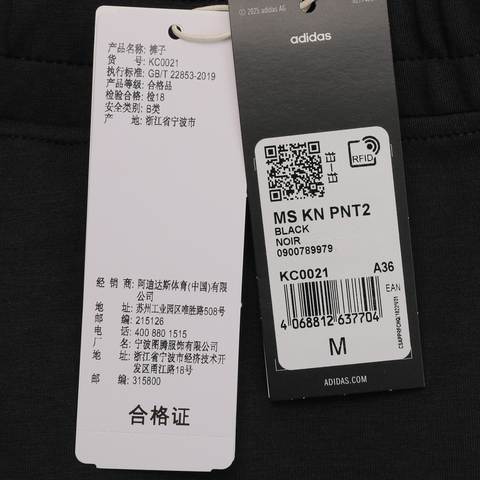 产品名称: 裤子
货 号: KC0021
执行标准: GB/T 22853-2019
产品等级: 合格品
检验合格: 检18
安全类别: B类
产 地: 浙江省宁波市
经 销 商: 阿迪达斯体育(中国)有限
公司
地 址: 苏州工业园区唯胜路508号
邮 编: 215126
电 话: 400 880 1515
厂 名: 宁波图腾服饰有限公司
地 址: 浙江省宁波市经济技术开
发区甬江路18号
邮 编: 315800
合格证
© 2025 adidas AG
adidas
RFID
MS KN PNT2
BLACK
NOIR
0900789979
KC0021 A36
EAN
4 068812 637704
M
ADIDAS.COM